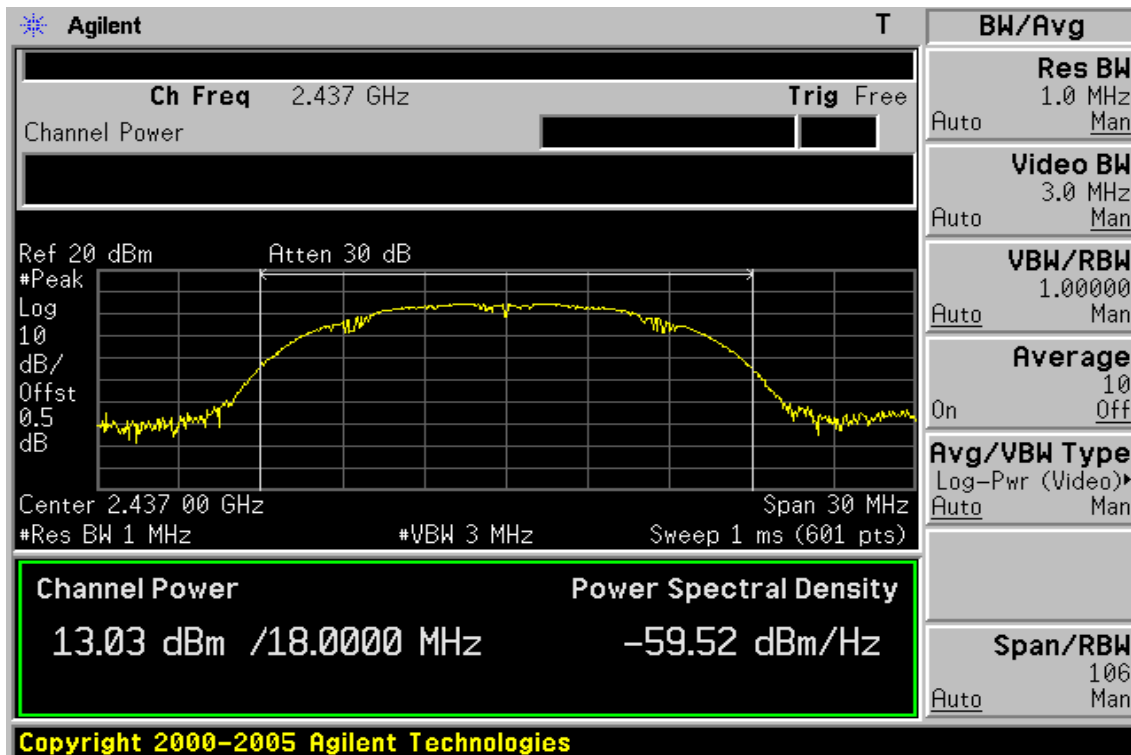 Agilent T
BW/Avg
Ch Freq 2.437 GHz Trig Free
Channel Power
Ref 20 dBm Atten 30 dB
#Peak
Log
10
dB/
Offst
0.5
dB
Center 2.437 00 GHz Span 30 MHz
#Res BW 1 MHz #VBW 3 MHz Sweep 1 ms (601 pts)
Channel Power Power Spectral Density
13.03 dBm /18.0000 MHz -59.52 dBm/Hz
Res BW
1.0 MHz
Auto Man
Video BW
3.0 MHz
Auto Man
VBW/RBW
1.00000
Auto Man
Average
10
On Off
Avg/VBW Type
Log-Pwr (Video)▸
Auto Man
Span/RBW
106
Auto Man
Copyright 2000-2005 Agilent Technologies